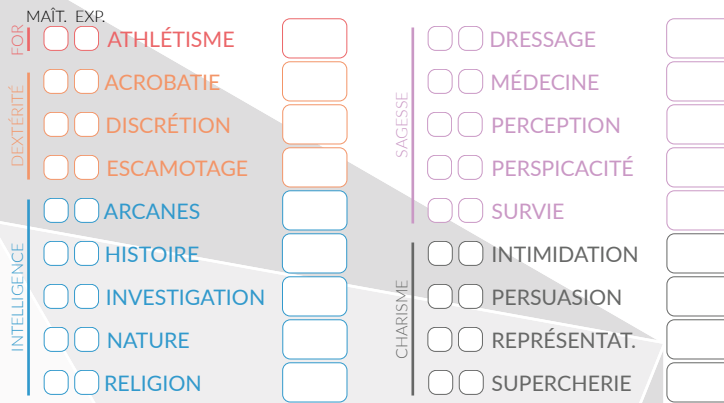 MAÎT. EXP.
FOR
ATHLÉTISME
DEXTÉRITÉ
ACROBATIE
DISCRÉTION
ESCAMOTAGE
INTELLIGENCE
ARCANES
HISTOIRE
INVESTIGATION
NATURE
RELIGION
SAGESSE
DRESSAGE
MÉDECINE
PERCEPTION
PERSPICACITÉ
SURVIE
CHARISME
INTIMIDATION
PERSUASION
REPRÉSENTAT.
SUPERCHERIE